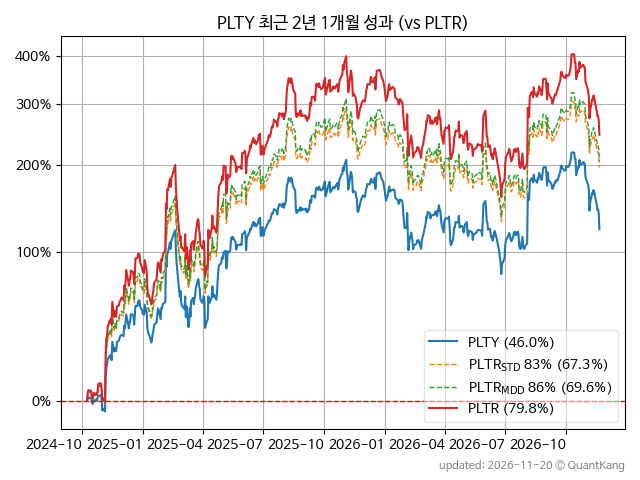 PLTY 최근 2년 1개월 성과 (vs PLTR)
400%
300%
200%
100%
0%
PLTY (46.0%)
PLTRSTD 83% (67.3%)
PLTRMDD 86% (69.6%)
PLTR (79.8%)
2024-10 2025-01 2025-04 2025-07 2025-10 2026-01 2026-04 2026-07 2026-10
updated: 2026-11-20 © QuantKang